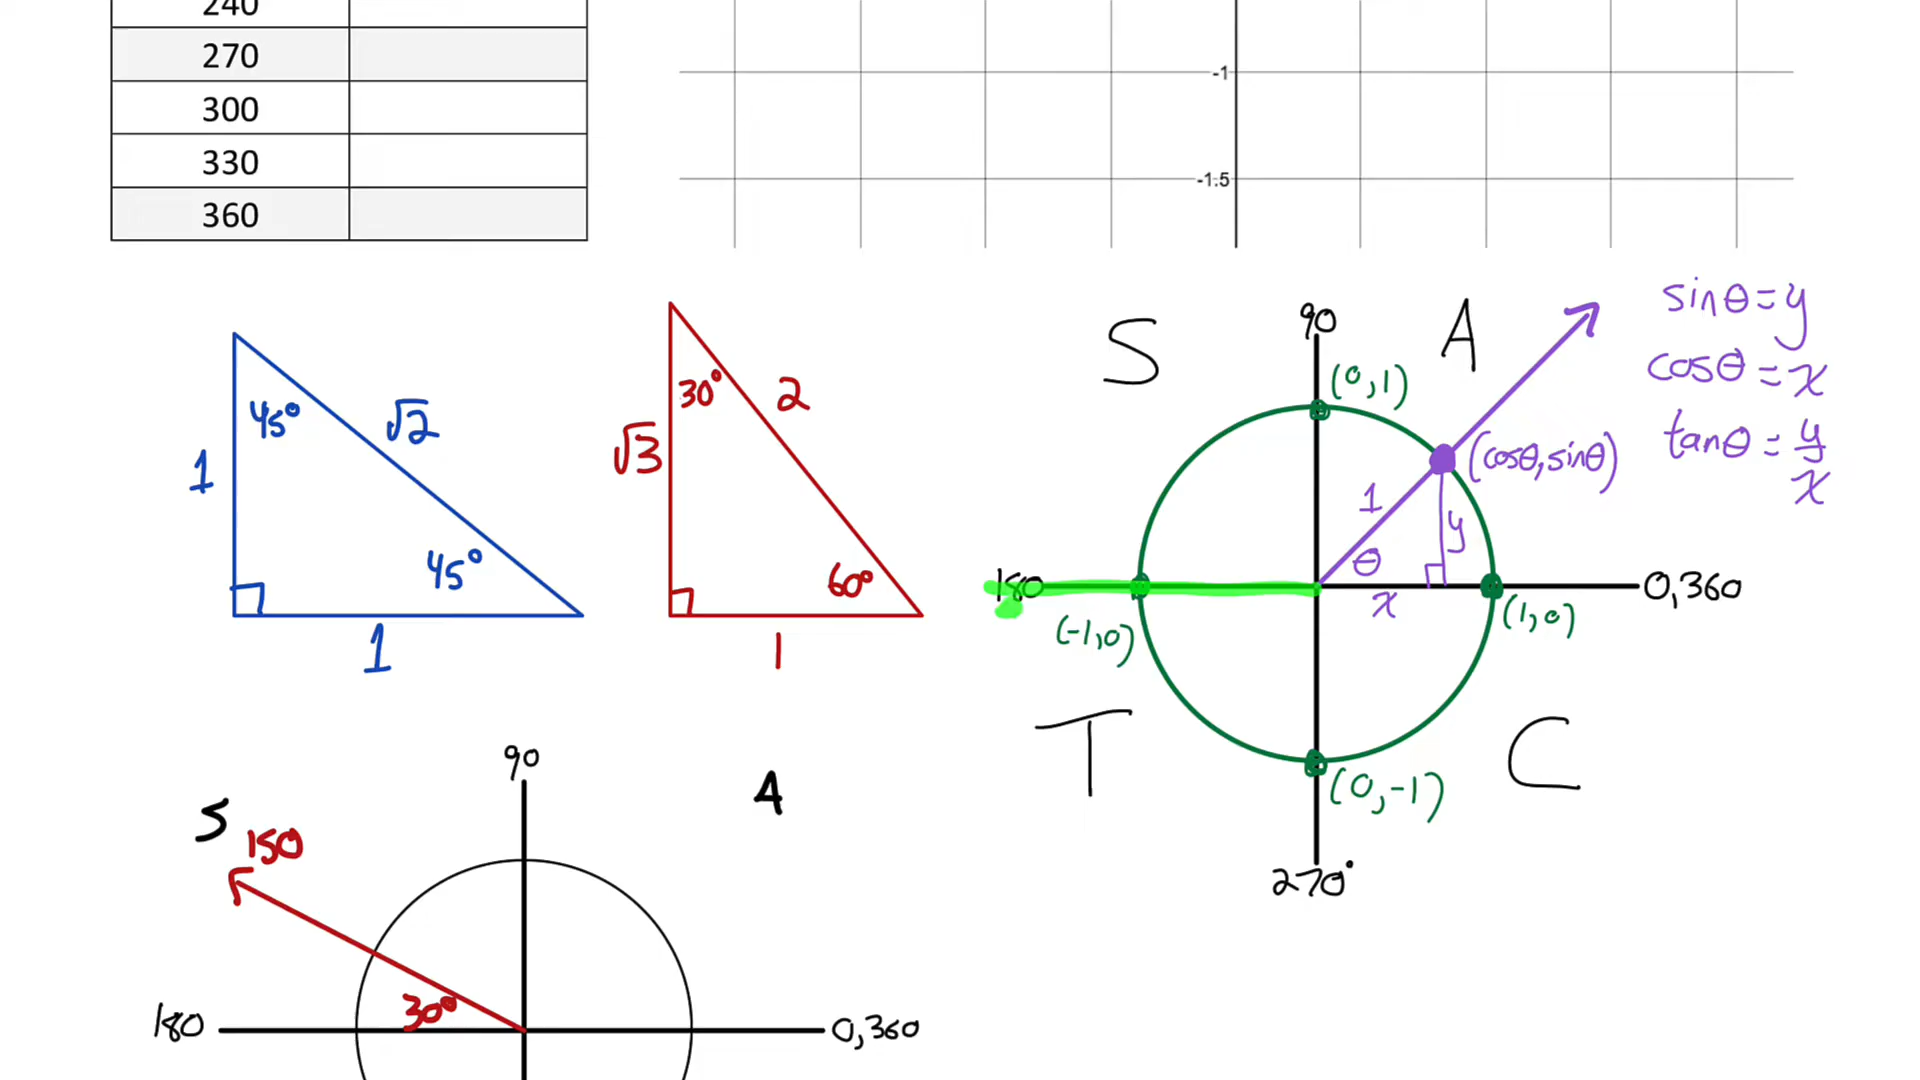 240
270
300
330
360
-1
-1.5
45°
√2
1
45°
1
30°
2
√3
60°
1
S
90
A
(0,1)
sinθ=y
cosθ=x
tanθ=y/x
(cosθ,sinθ)
1
y
θ
x
180
0,360
(-1,0)
(1,0)
T
C
(0,-1)
270°
90
A
S
150
30°
180
0,360